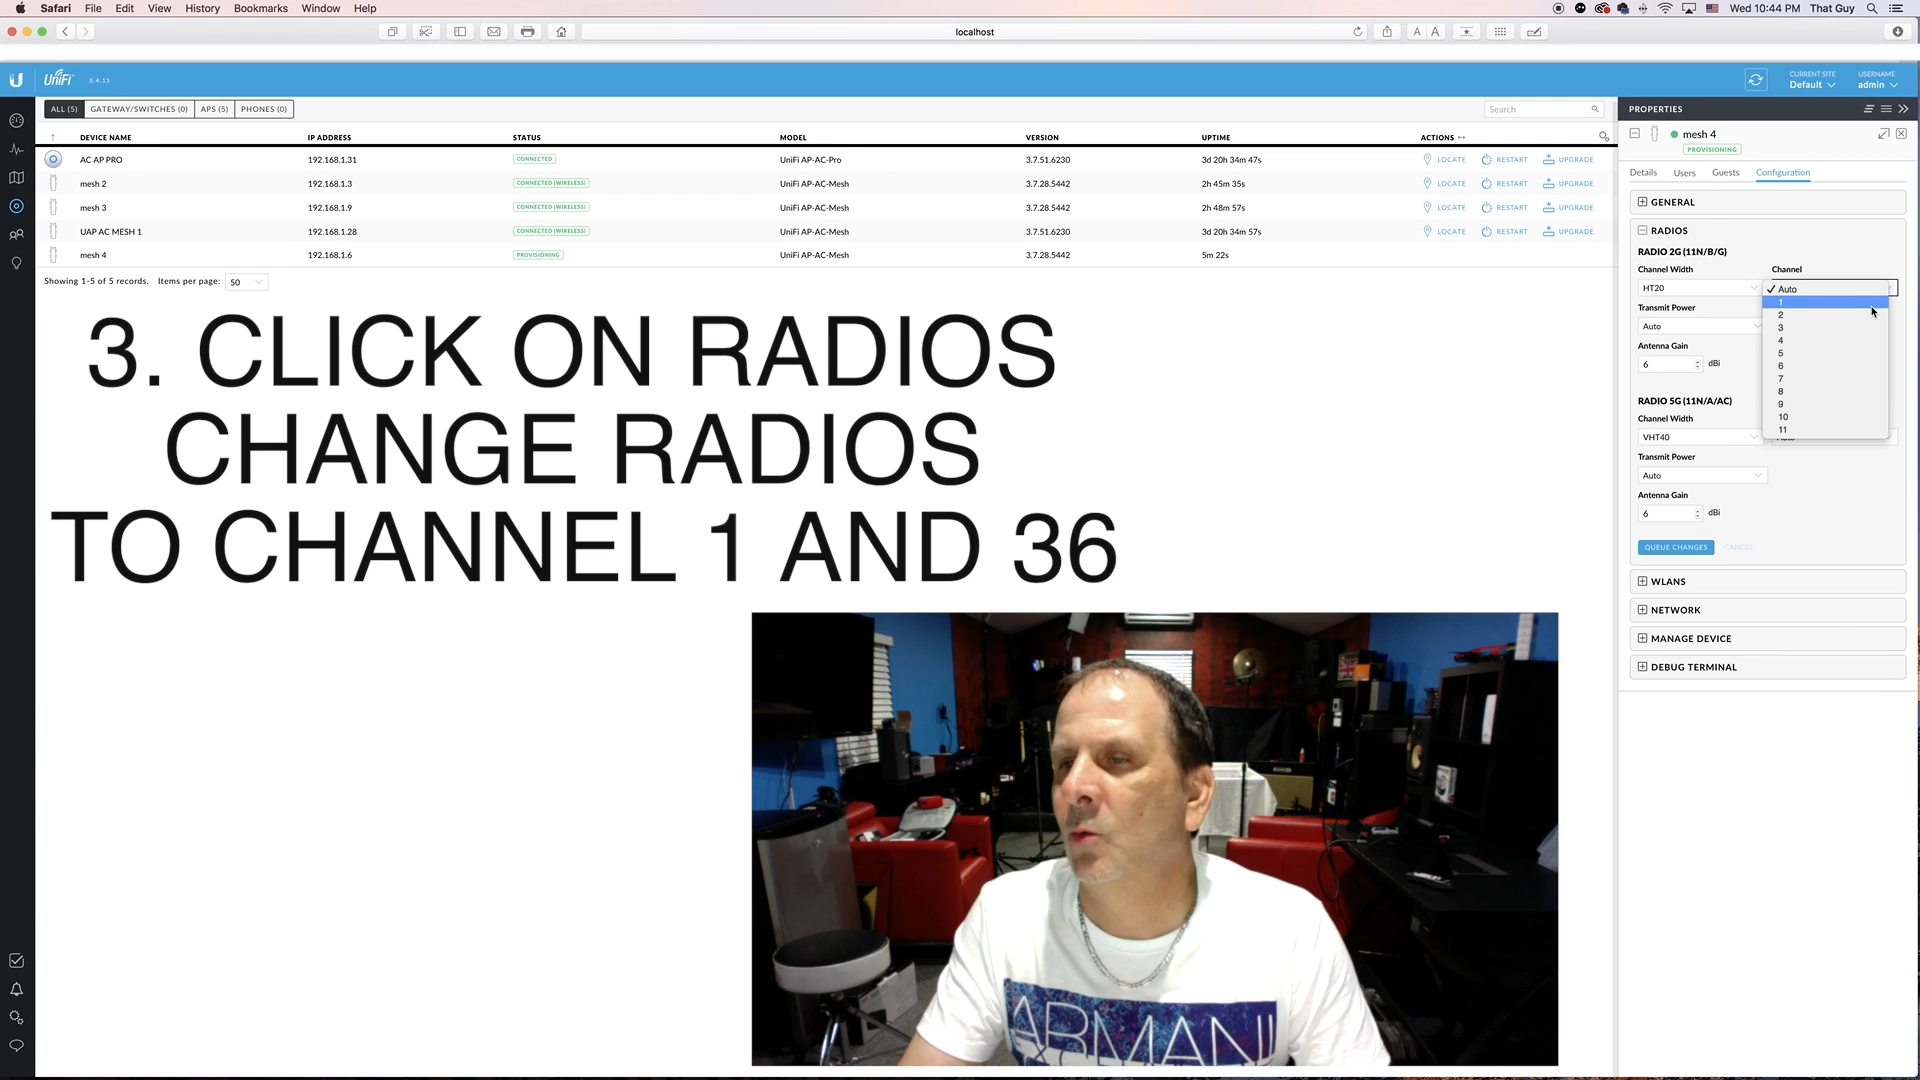 Safari File Edit View History Bookmarks Window Help Wed 10:44 PM That Guy
localhost
A A
U UniFi 3.4.11 CURRENT SITE USERNAME
Default admin
ALL (5) GATEWAY/SWITCHES (0) APS (5) PHONES (0) Search
DEVICE NAME IP ADDRESS STATUS MODEL VERSION UPTIME ACTIONS
AC AP PRO 192.168.1.31 CONNECTED UniFi AP-AC-Pro 3.7.51.6230 3d 20h 34m 47s LOCATE RESTART UPGRADE
mesh 2 192.168.1.3 CONNECTED (WIRELESS) UniFi AP-AC-Mesh 3.7.28.5442 2h 45m 35s LOCATE RESTART UPGRADE
mesh 3 192.168.1.9 CONNECTED (WIRELESS) UniFi AP-AC-Mesh 3.7.28.5442 2h 48m 57s LOCATE RESTART UPGRADE
UAP AC MESH 1 192.168.1.28 CONNECTED (WIRELESS) UniFi AP-AC-Mesh 3.7.51.6230 3d 20h 34m 57s LOCATE RESTART UPGRADE
mesh 4 192.168.1.6 PROVISIONING UniFi AP-AC-Mesh 3.7.28.5442 5m 22s
Showing 1-5 of 5 records. Items per page: 50
3. CLICK ON RADIOS
CHANGE RADIOS
TO CHANNEL 1 AND 36
ARMANI
PROPERTIES
mesh 4
PROVISIONING
Details Users Guests Configuration
GENERAL
RADIOS
RADIO 2G (11N/B/G)
Channel Width Channel
HT20
Auto
1
2
3
4
5
6
7
8
9
10
11
Transmit Power
Auto
Antenna Gain
6 dBi
RADIO 5G (11N/A/AC)
Channel Width
VHT40 Auto
Transmit Power
Auto
Antenna Gain
6 dBi
QUEUE CHANGES CANCEL
WLANS
NETWORK
MANAGE DEVICE
DEBUG TERMINAL